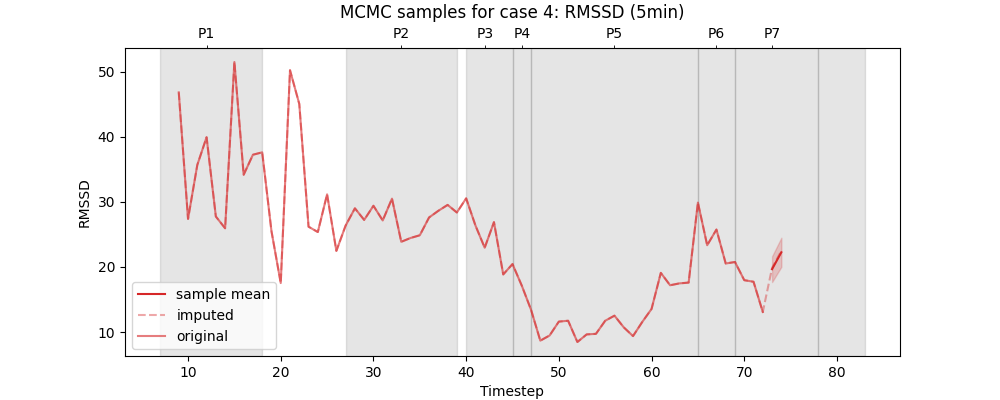 MCMC samples for case 4: RMSSD (5min)
P1 P2 P3 P4 P5 P6 P7
50
40
30
20
10
RMSSD
sample mean
imputed
original
10 20 30 40 50 60 70 80
Timestep